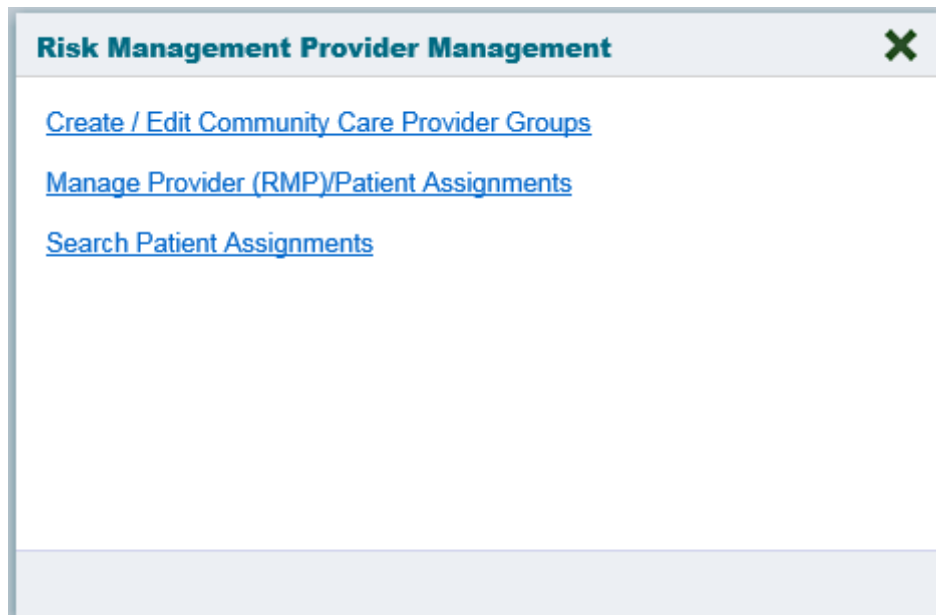 Risk Management Provider Management
Create / Edit Community Care Provider Groups
Manage Provider (RMP)/Patient Assignments
Search Patient Assignments